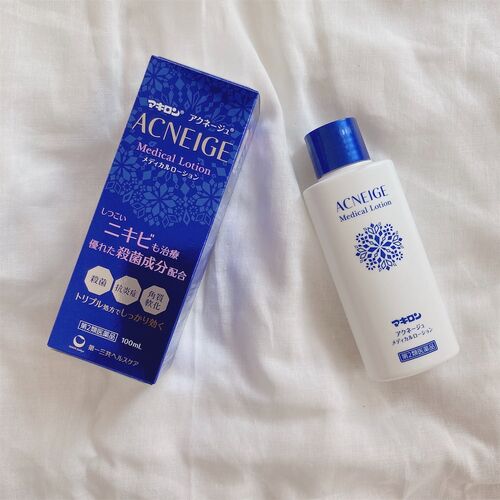 マキロン® アクネージュ®
ACNEIGE
Medical Lotion
メディカルローション
しつこい
ニキビも治療
優れた殺菌成分配合
殺菌
抗炎症
角質
軟化
トリプル処方でしっかり効く
第2類医薬品
100mL
第一三共ヘルスケア
ACNEIGE
Medical Lotion
マキロン
アクネージュ
メディカルローション
第2類医薬品